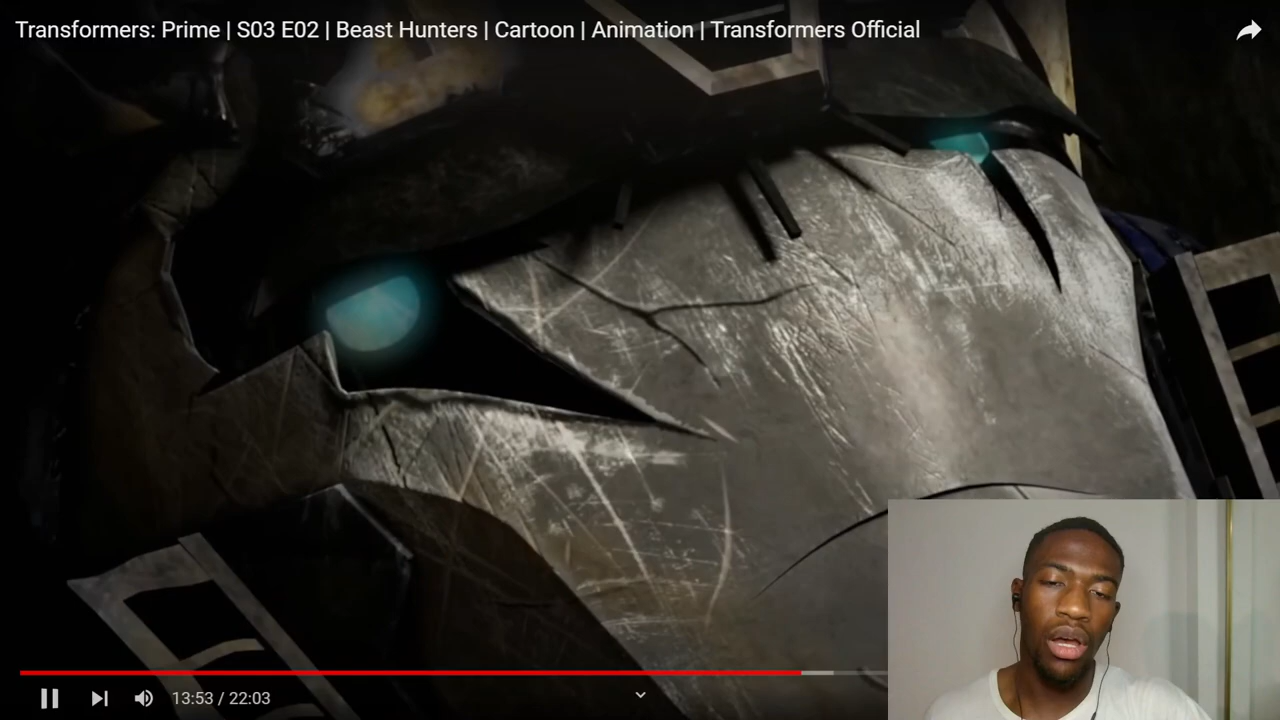 Transformers: Prime | S03 E02 | Beast Hunters | Cartoon | Animation | Transformers Official
13:53 / 22:03